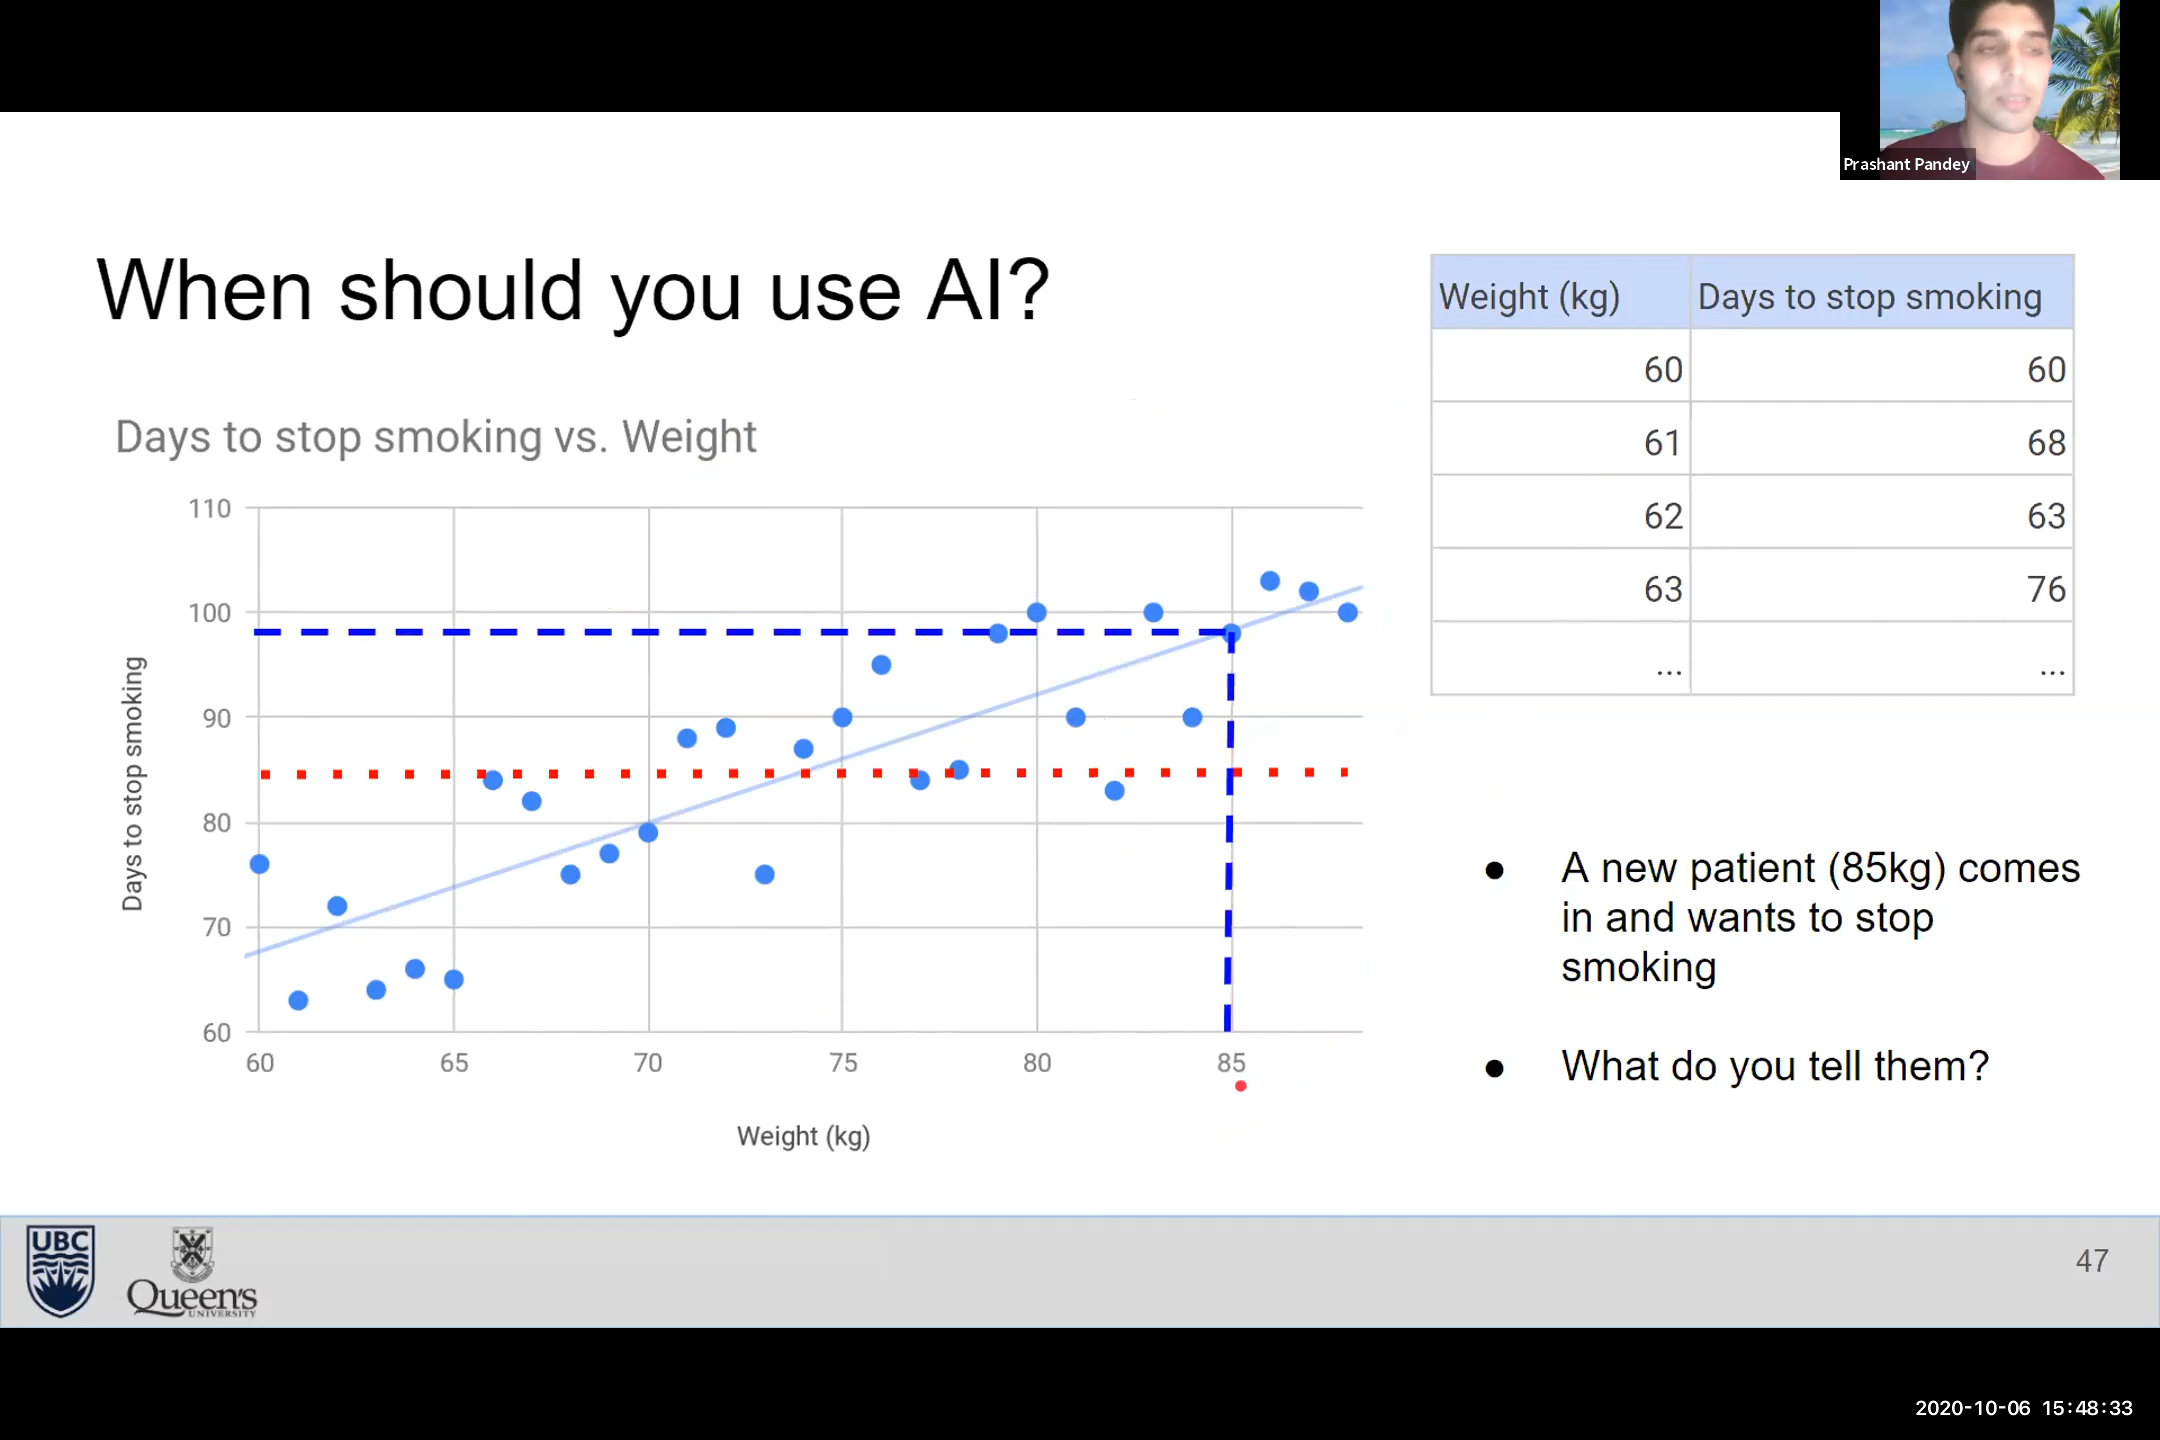 Prashant Pandey
When should you use AI?
Weight (kg) Days to stop smoking
60 60
61 68
62 63
63 76
... ...
Days to stop smoking vs. Weight
Days to stop smoking
110
100
90
80
70
60
60 65 70 75 80 85
Weight (kg)
● A new patient (85kg) comes
in and wants to stop
smoking
● What do you tell them?
UBC
Queen's
UNIVERSITY
47
2020-10-06 15:48:33